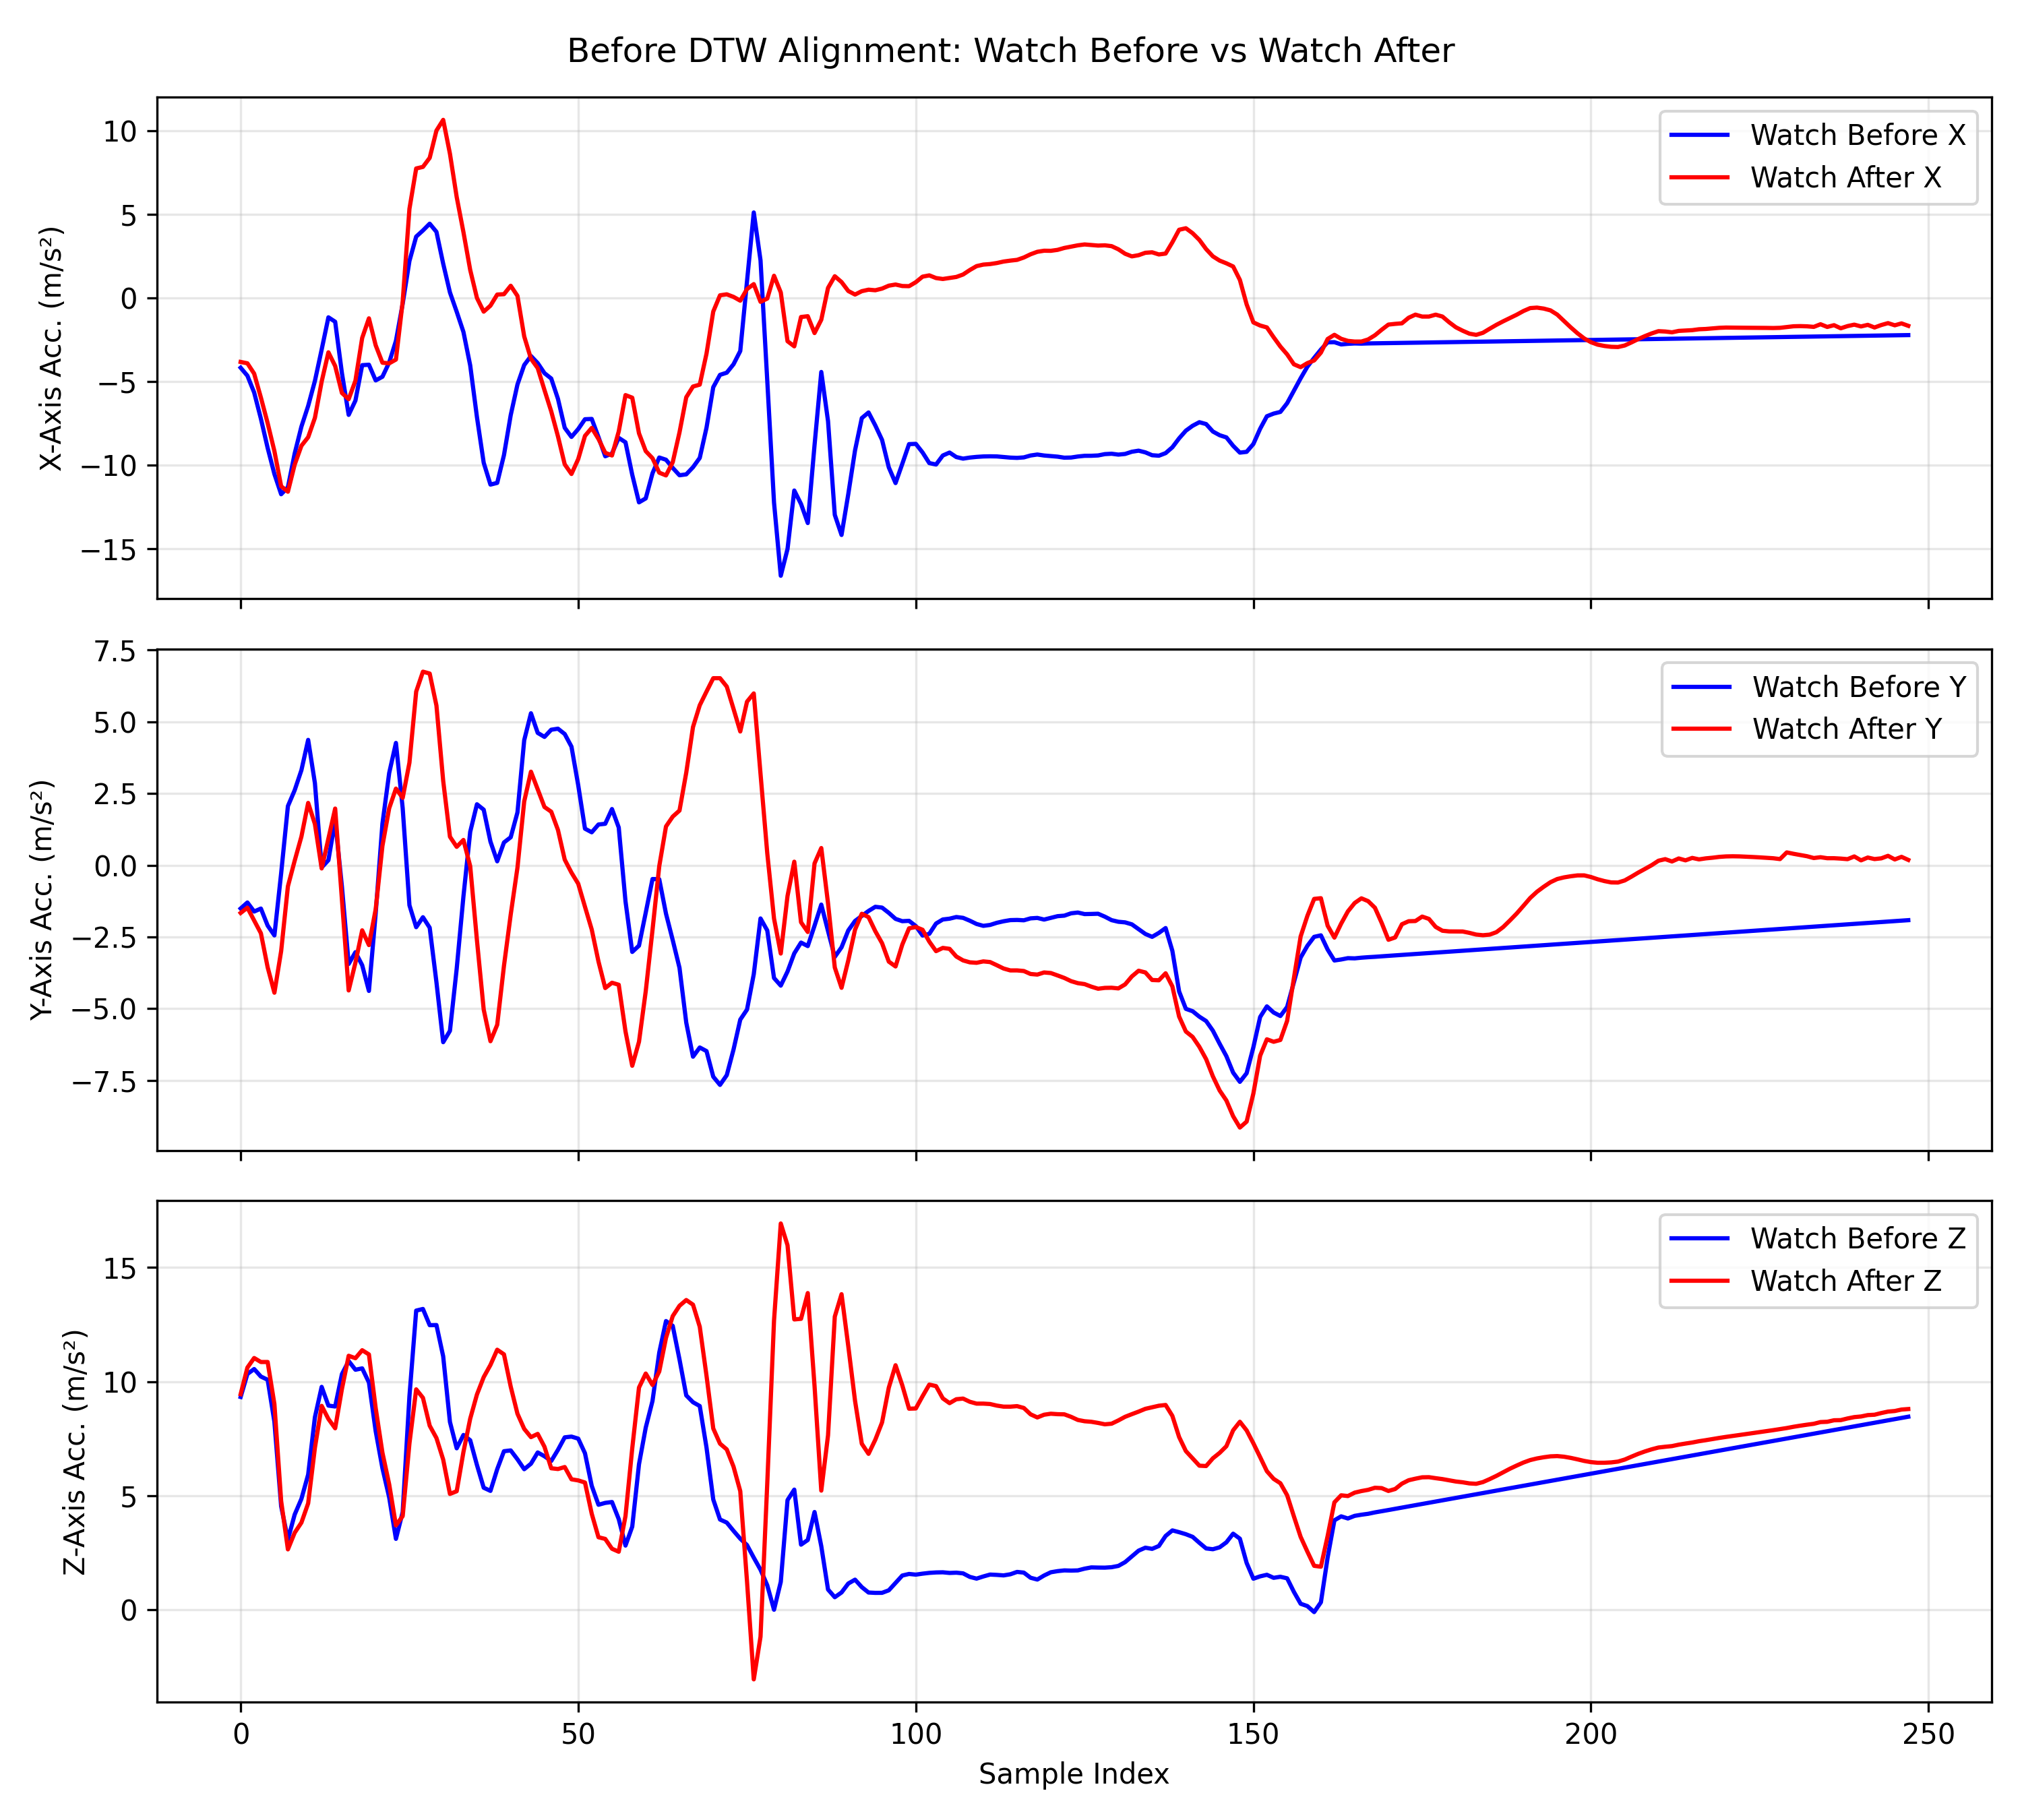 Before DTW Alignment: Watch Before vs Watch After
X-Axis Acc. (m/s²)
10
5
0
−5
−10
−15
Watch Before X
Watch After X
Y-Axis Acc. (m/s²)
7.5
5.0
2.5
0.0
−2.5
−5.0
−7.5
Watch Before Y
Watch After Y
Z-Axis Acc. (m/s²)
15
10
5
0
Watch Before Z
Watch After Z
0 50 100 150 200 250
Sample Index